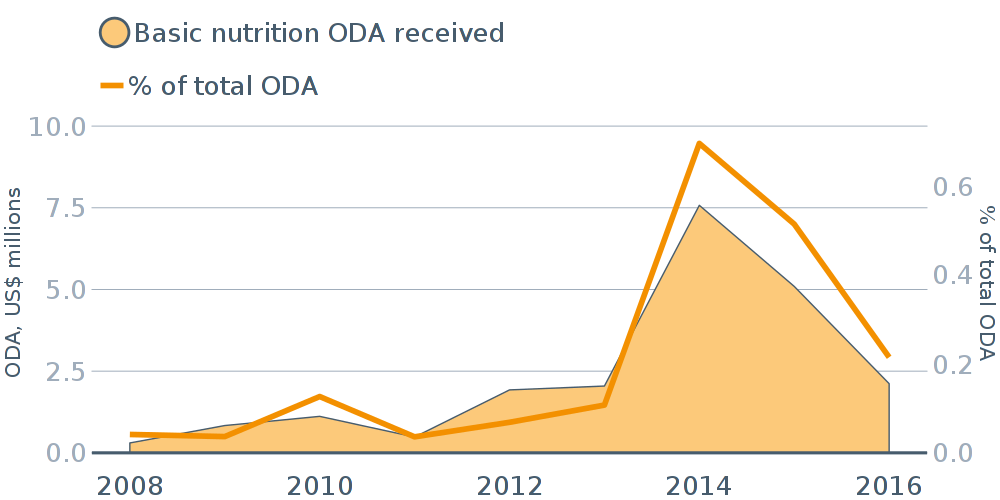 Basic nutrition ODA received
% of total ODA
10.0
7.5
5.0
2.5
0.0
ODA, US$ millions
0.6
0.4
0.2
0.0
% of total ODA
2008 2010 2012 2014 2016